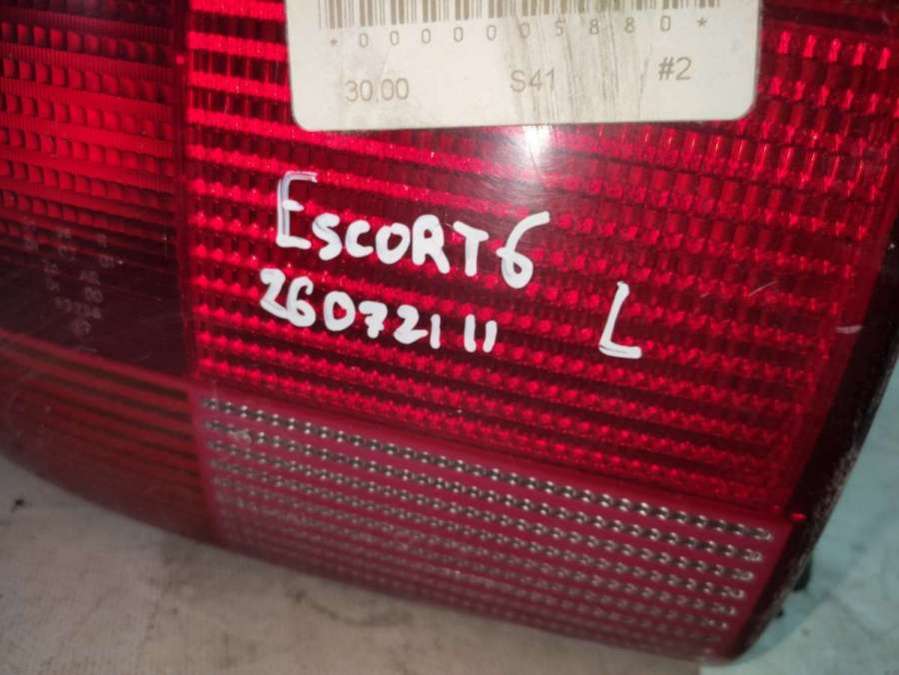 *0000005880*
30.00 S41 #2
ESCORT6
26072111 L